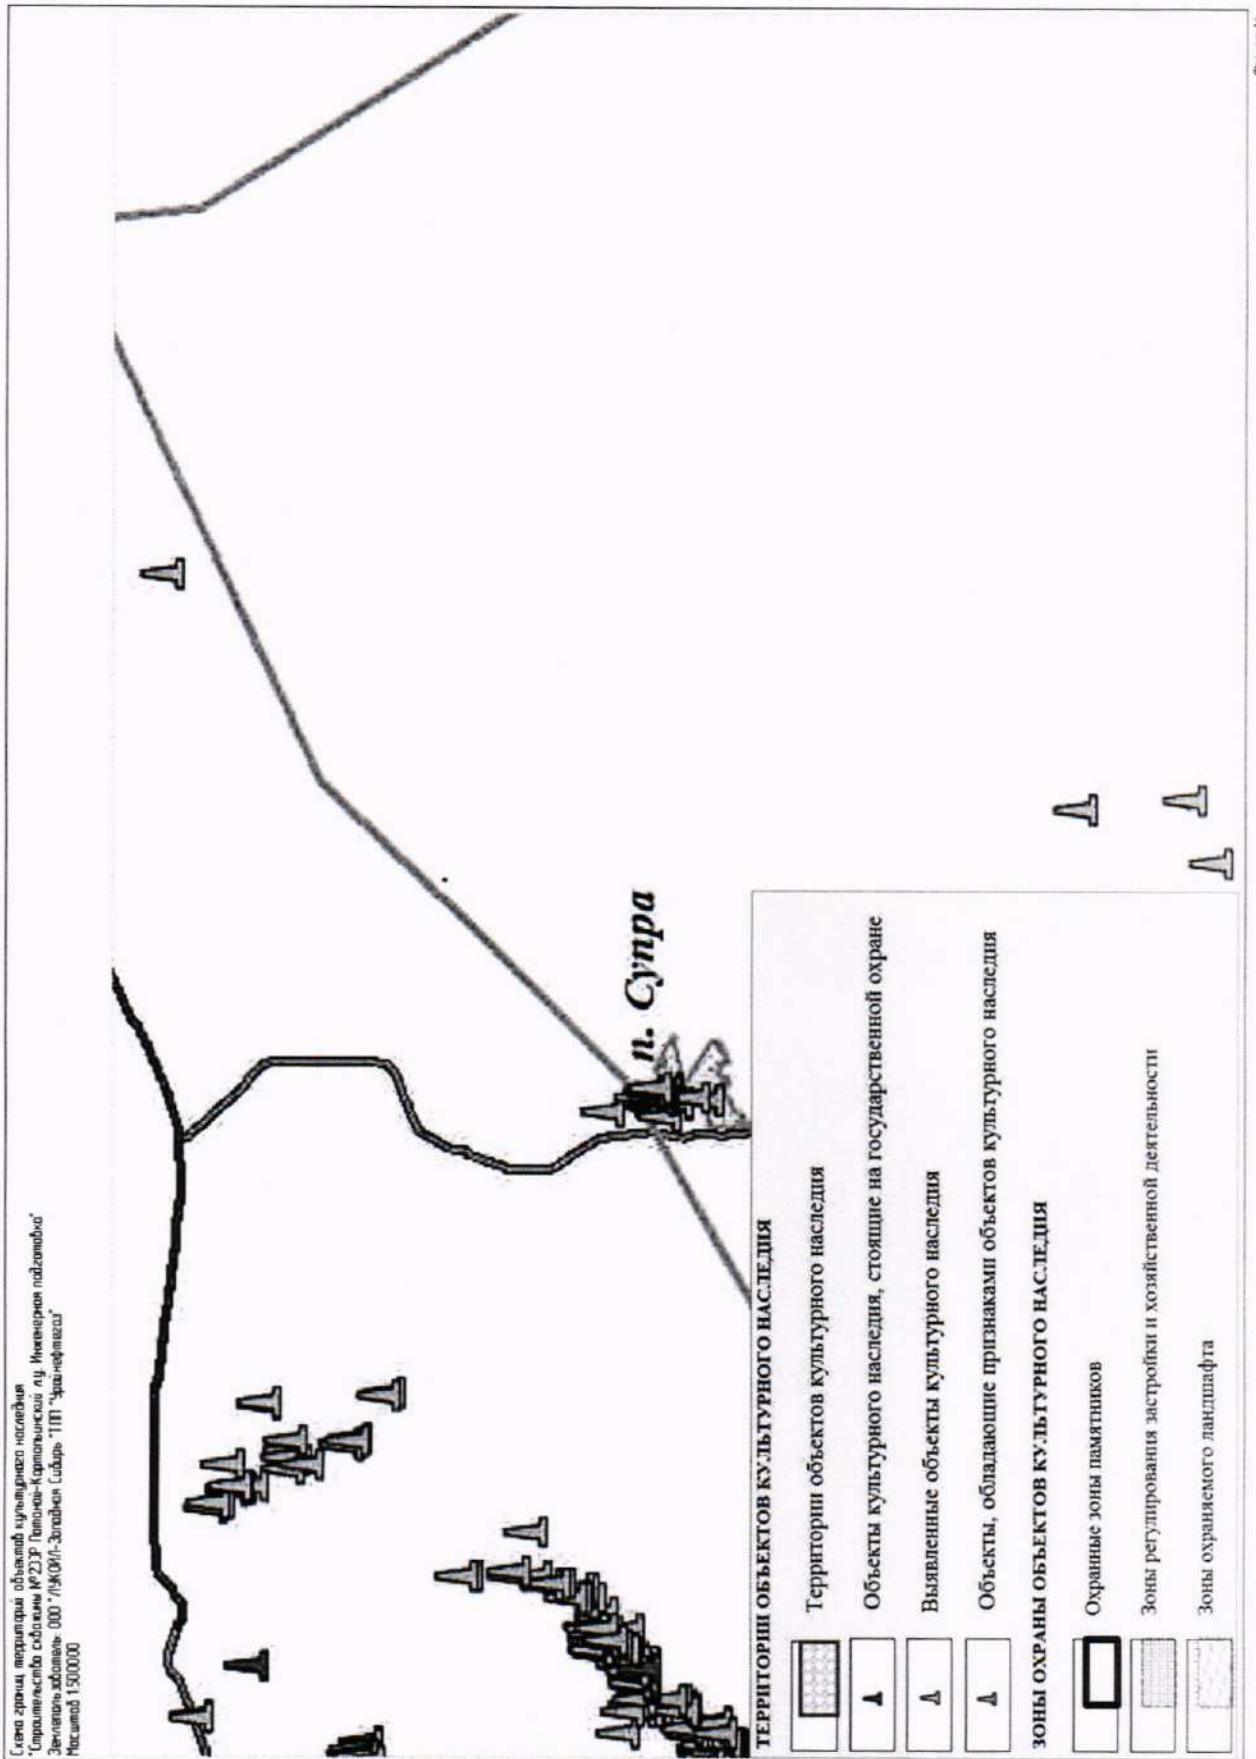 Схема границ территорий объектов культурного наследия
"Строительство скважины №233Р Потанай-Картопьинский л.у. Инженерная подготовка"
Землепользователь: ООО "ЛУКОЙЛ-Западная Сибирь" ТПП "Урайнефтегаз"
Масштаб 1:500000
п. Супра
ТЕРРИТОРИИ ОБЪЕКТОВ КУЛЬТУРНОГО НАСЛЕДИЯ
Территории объектов культурного наследия
Объекты культурного наследия, стоящие на государственной охране
Выявленные объекты культурного наследия
Объекты, обладающие признаками объектов культурного наследия
ЗОНЫ ОХРАНЫ ОБЪЕКТОВ КУЛЬТУРНОГО НАСЛЕДИЯ
Охранные зоны памятников
Зоны регулирования застройки и хозяйственной деятельности
Зоны охраняемого ландшафта